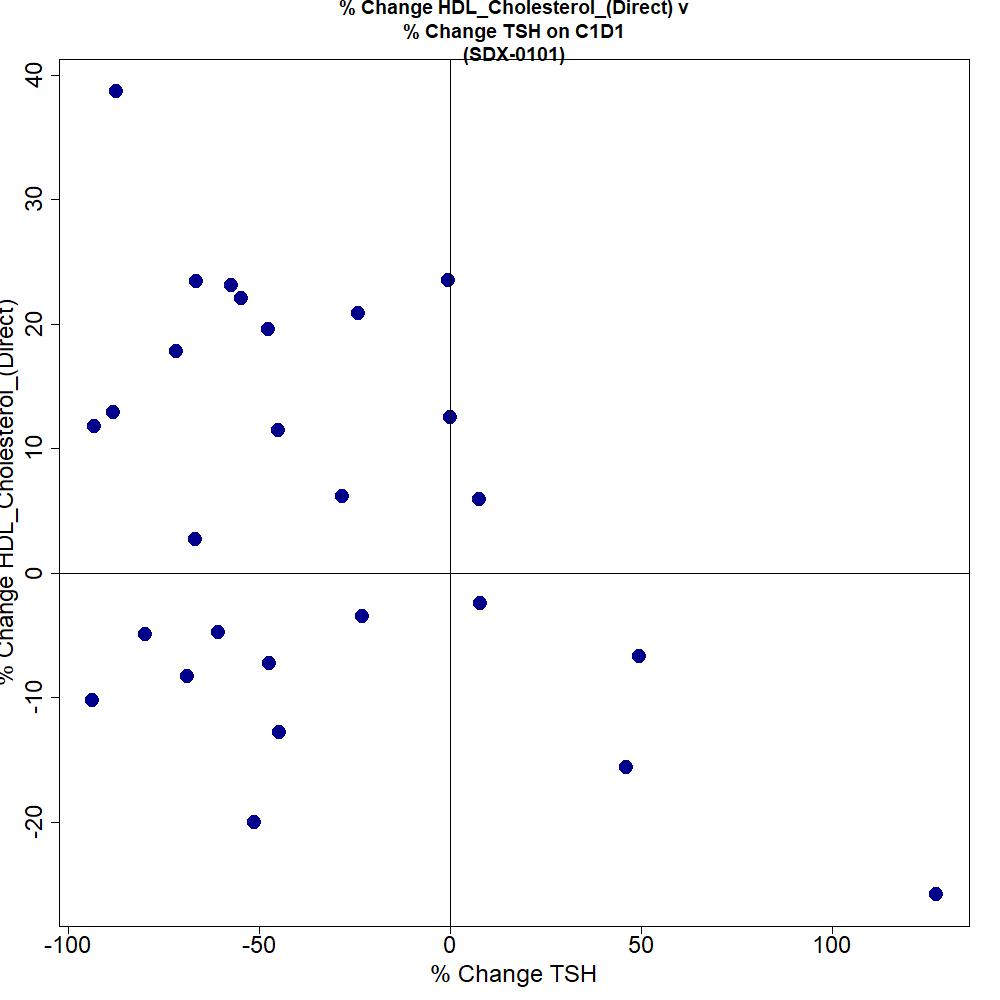 % Change HDL_Cholesterol_(Direct) v
% Change TSH on C1D1
(SDX-0101)
% Change HDL_Cholesterol_(Direct)
40
30
20
10
0
-10
-20
-100
-50
0
50
100
% Change TSH